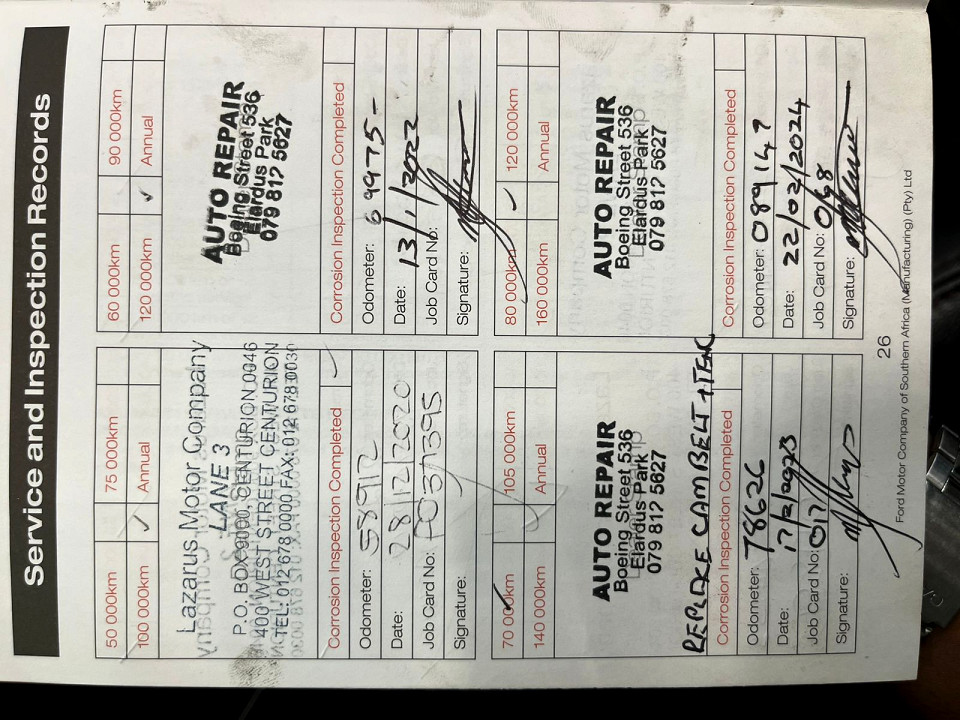 Service and Inspection Records
50 000km 75 000km
100 000km ✓ Annual
Lazarus Motor Company
LANE 3
P.O. BOX 9000, CENTURION 0046
400 WEST STREET CENTURION
TEL: 012 678 0000 FAX: 012 678 0030
Corrosion Inspection Completed ✓
Odometer: 58912
Date: 28/12/2020
Job Card No: PO371395
Signature:
60 000km 90 000km
120 000km ✓ Annual
AUTO REPAIR
Boeing Street 536
Elardus Park
079 812 5627
Corrosion Inspection Completed
Odometer: 69975-
Date: 13/1/2022
Job Card No:
Signature:
70 000km ✓ 105 000km
140 000km Annual
AUTO REPAIR
Boeing Street 536
Elardus Park
079 812 5627
REPLACE CAMBELT + TEN
Corrosion Inspection Completed
Odometer: 78626
Date: 17/2/2023
Job Card No: 017
Signature:
80 000km ✓ 120 000km
160 000km Annual
AUTO REPAIR
Boeing Street 536
Elardus Park
079 812 5627
Corrosion Inspection Completed
Odometer: 089147
Date: 22/02/2024
Job Card No: 0/98
Signature:
26
Ford Motor Company of Southern Africa (Manufacturing) (Pty) Ltd